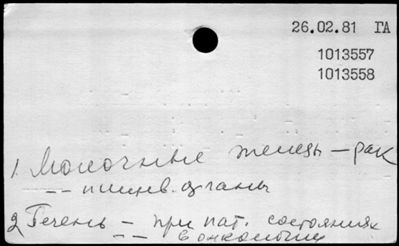 26.02.81 ГА
1013557
1013558
1. Молочные железы – рак
-"- пищев. органы
2. Печень – при пат. состояниях
-"- в онкологии